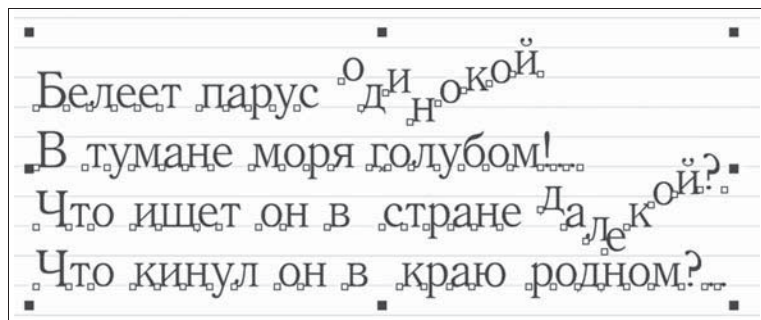 Белеет парус одинокой
В тумане моря голубом!..
Что ищет он в стране далекой?
Что кинул он в краю родном?..